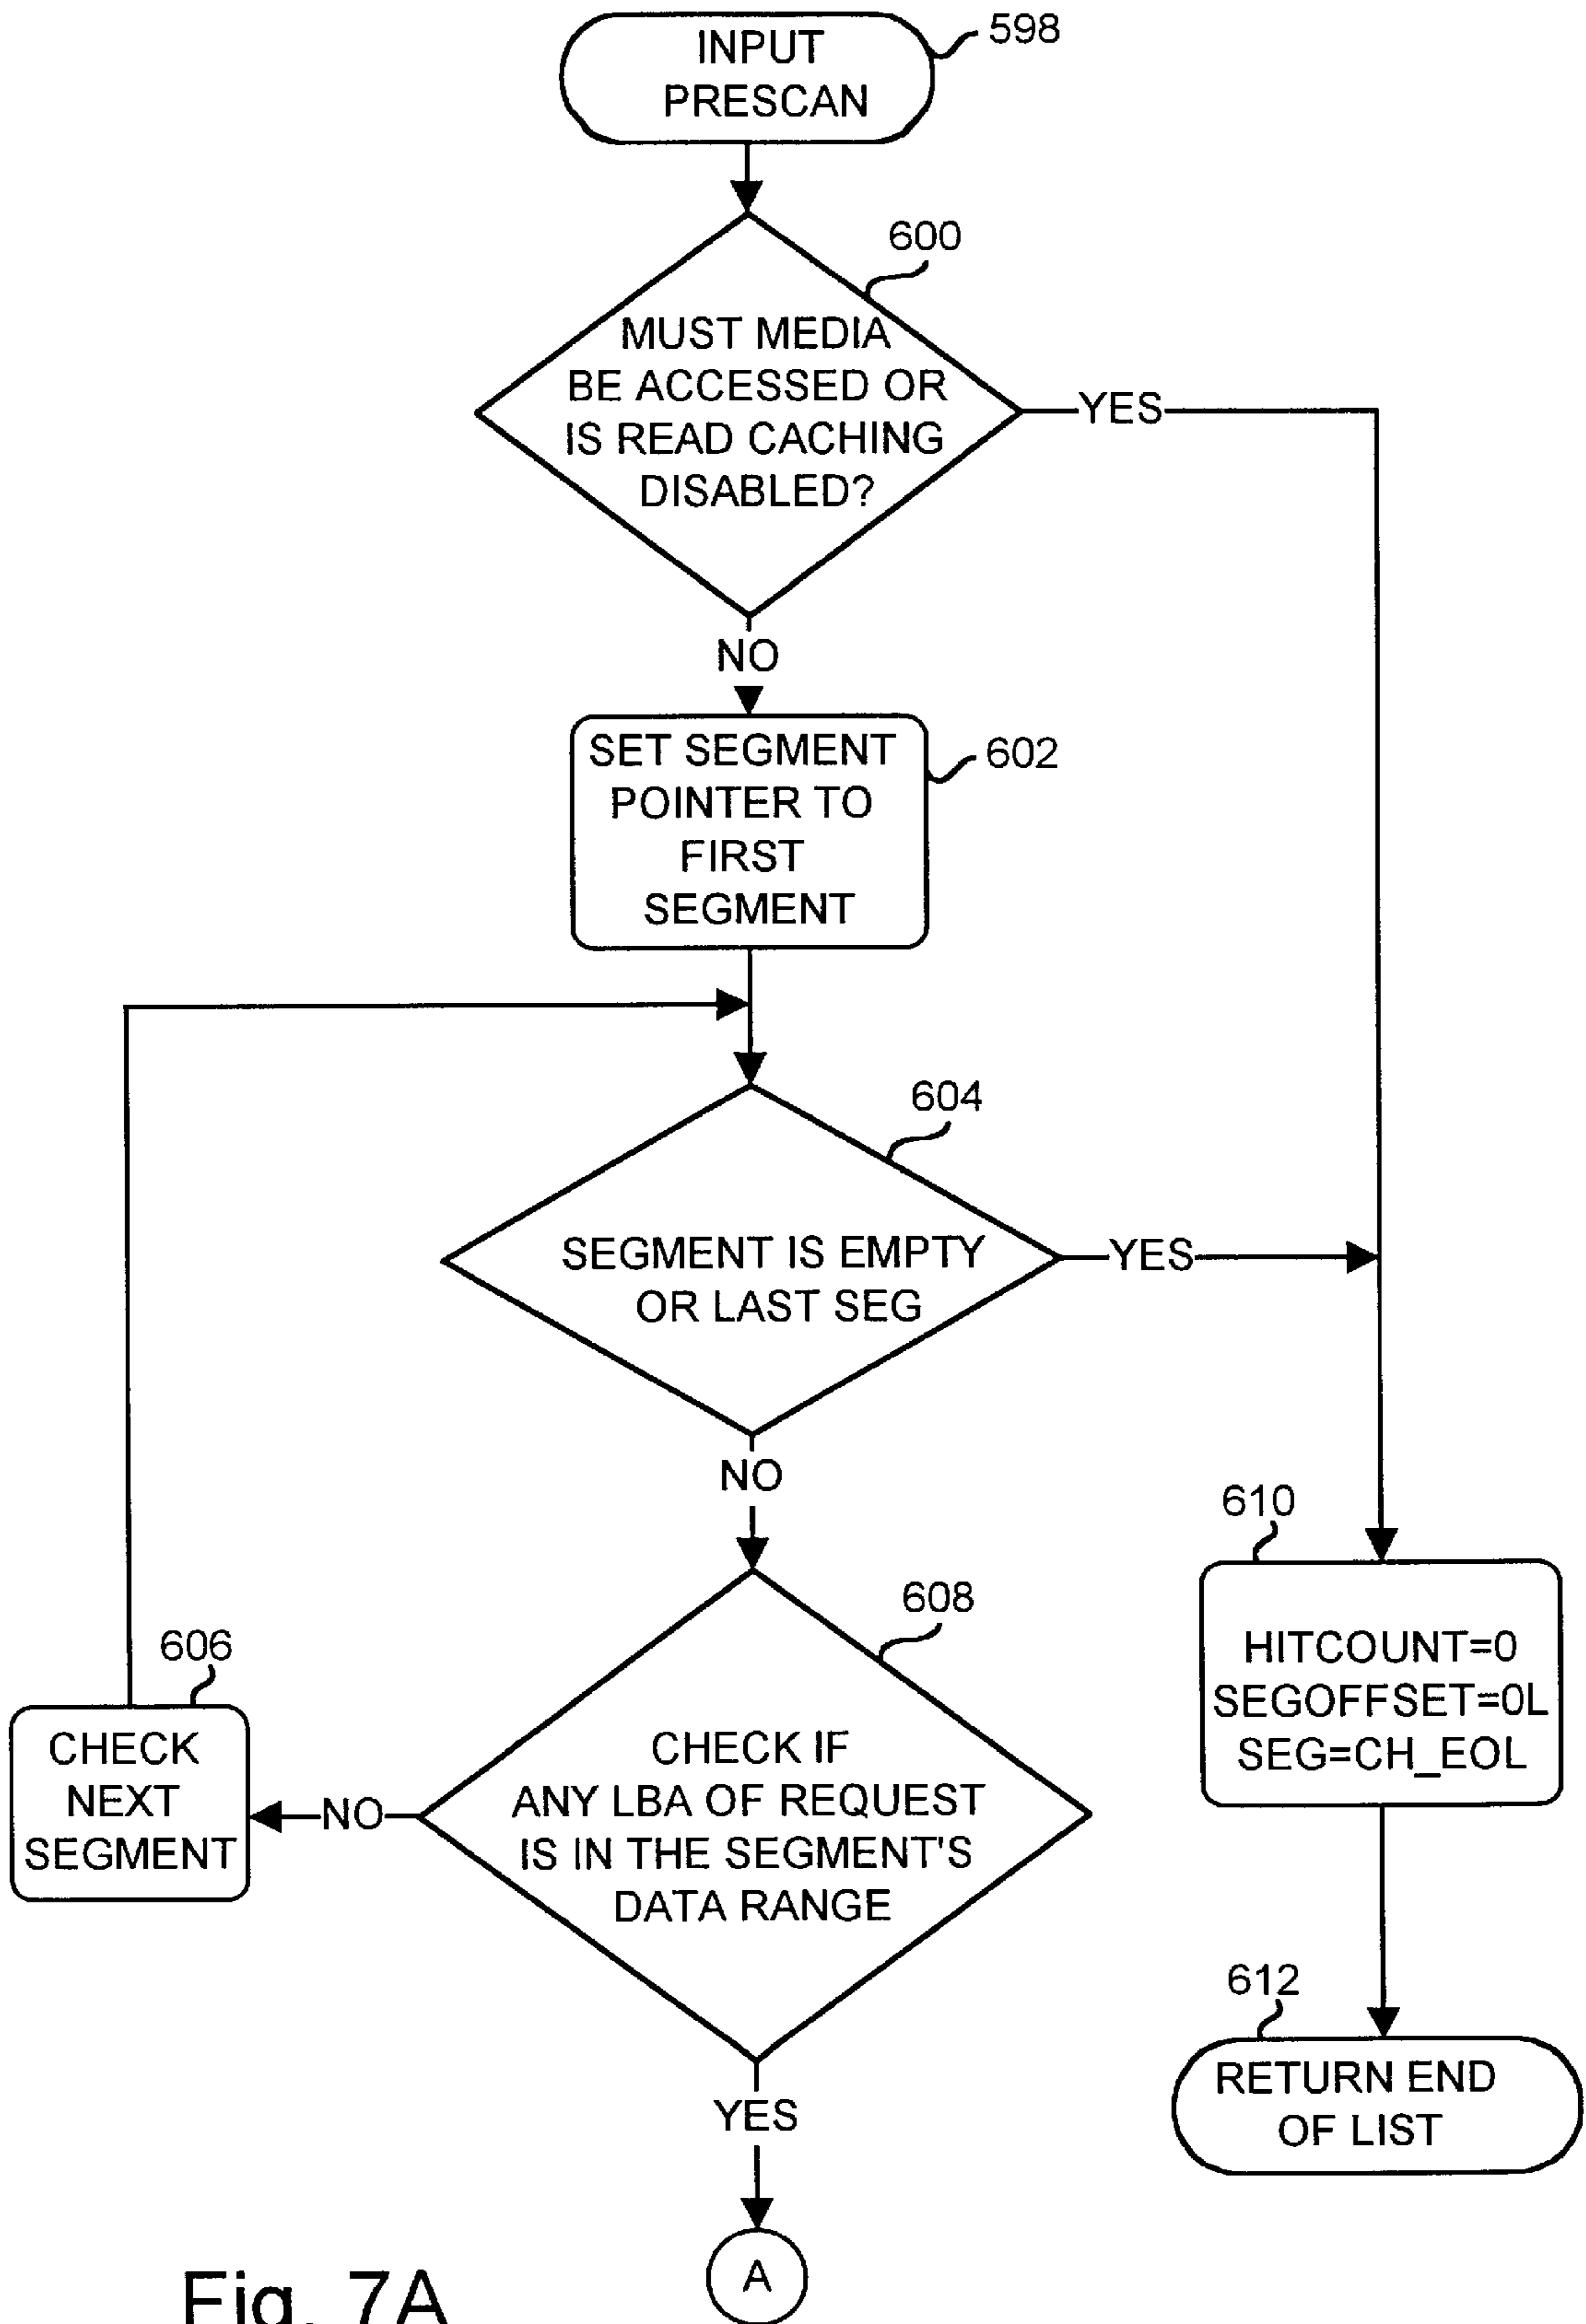 INPUT
PRESCAN
598
600
MUST MEDIA
BE ACCESSED OR
IS READ CACHING
DISABLED?
YES
NO
SET SEGMENT
POINTER TO
FIRST
SEGMENT
602
604
SEGMENT IS EMPTY
OR LAST SEG
YES
NO
606
CHECK
NEXT
SEGMENT
NO
608
CHECK IF
ANY LBA OF REQUEST
IS IN THE SEGMENT'S
DATA RANGE
YES
A
610
HITCOUNT=0
SEGOFFSET=0L
SEG=CH_EOL
612
RETURN END
OF LIST
Fig. 7A